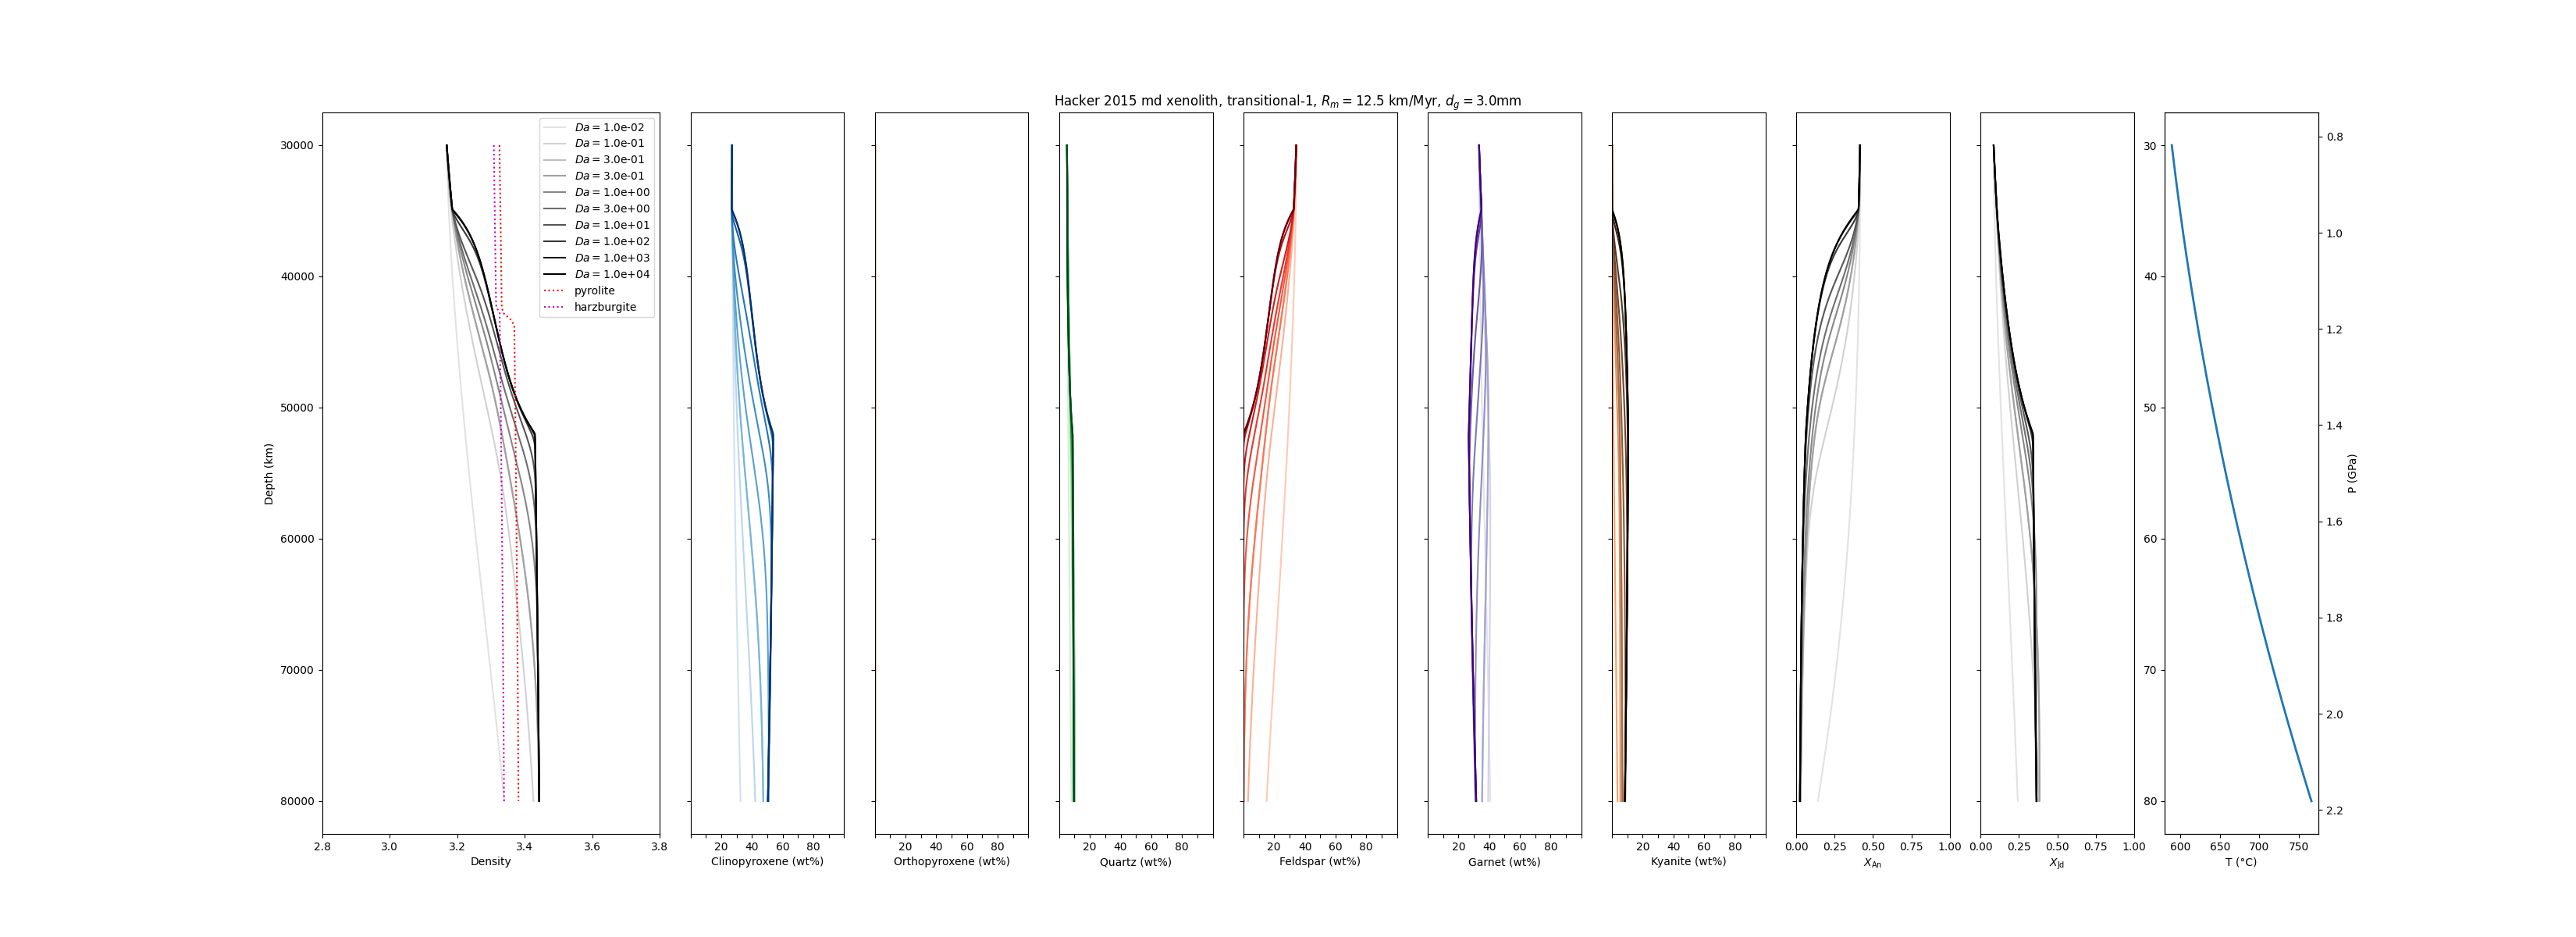 Hacker 2015 md xenolith, transitional-1, R_m = 12.5 km/Myr, d_g = 3.0mm
Da = 1.0e-02
Da = 1.0e-01
Da = 3.0e-01
Da = 3.0e-01
Da = 1.0e+00
Da = 3.0e+00
Da = 1.0e+01
Da = 1.0e+02
Da = 1.0e+03
Da = 1.0e+04
pyrolite
harzburgite
Depth (km)
30000
40000
50000
60000
70000
80000
2.8 3.0 3.2 3.4 3.6 3.8
Density
20 40 60 80
Clinopyroxene (wt%)
20 40 60 80
Orthopyroxene (wt%)
20 40 60 80
Quartz (wt%)
20 40 60 80
Feldspar (wt%)
20 40 60 80
Garnet (wt%)
20 40 60 80
Kyanite (wt%)
0.00 0.25 0.50 0.75 1.00
X_An
0.00 0.25 0.50 0.75 1.00
X_Jd
30
40
50
60
70
80
600 650 700 750
T (°C)
0.8
1.0
1.2
1.4
1.6
1.8
2.0
2.2
P (GPa)